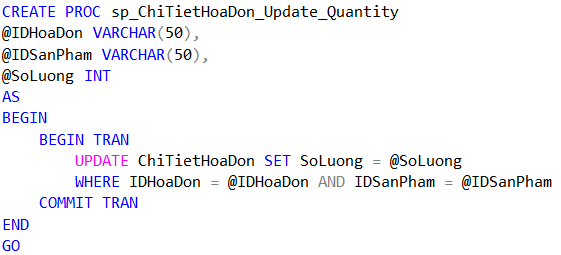 CREATE PROC sp_ChiTietHoaDon_Update_Quantity
@IDHoaDon VARCHAR(50),
@IDSanPham VARCHAR(50),
@SoLuong INT
AS
BEGIN
    BEGIN TRAN
        UPDATE ChiTietHoaDon SET SoLuong = @SoLuong
        WHERE IDHoaDon = @IDHoaDon AND IDSanPham = @IDSanPham
    COMMIT TRAN
END
GO